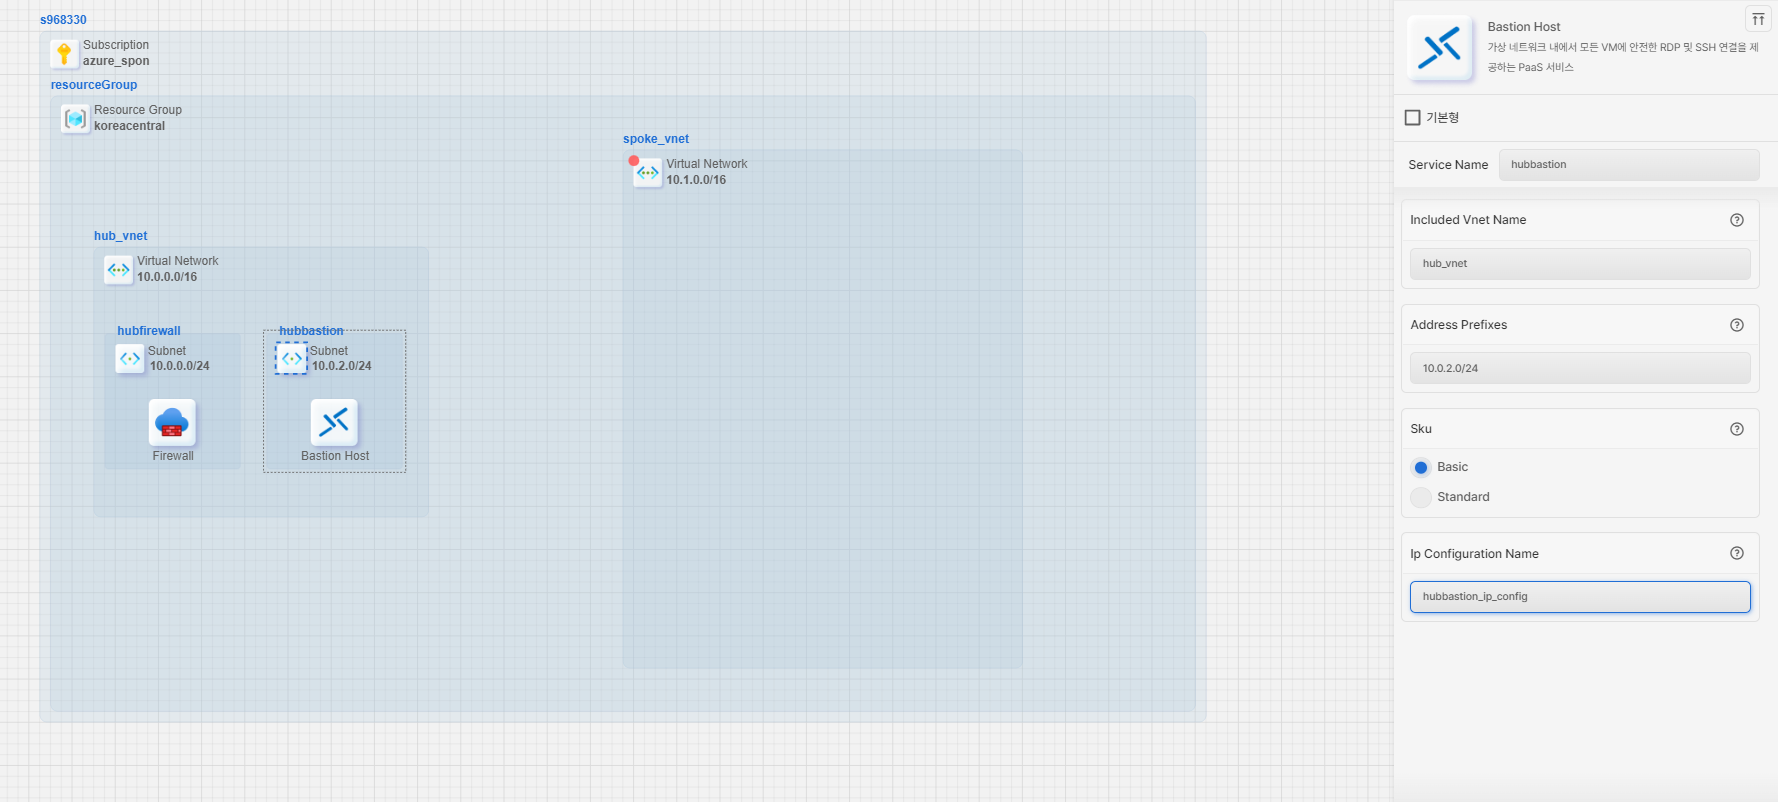 s968330
Subscription
azure_spon
resourceGroup
Resource Group
koreacentral
spoke_vnet
Virtual Network
10.1.0.0/16
hub_vnet
Virtual Network
10.0.0.0/16
hubfirewall
Subnet
10.0.0.0/24
Firewall
hubbastion
Subnet
10.0.2.0/24
Bastion Host
Bastion Host
가상 네트워크 내에서 모든 VM에 안전한 RDP 및 SSH 연결을 제
공하는 PaaS 서비스
기본형
Service Name
hubbastion
Included Vnet Name
hub_vnet
Address Prefixes
10.0.2.0/24
Sku
Basic
Standard
Ip Configuration Name
hubbastion_ip_config